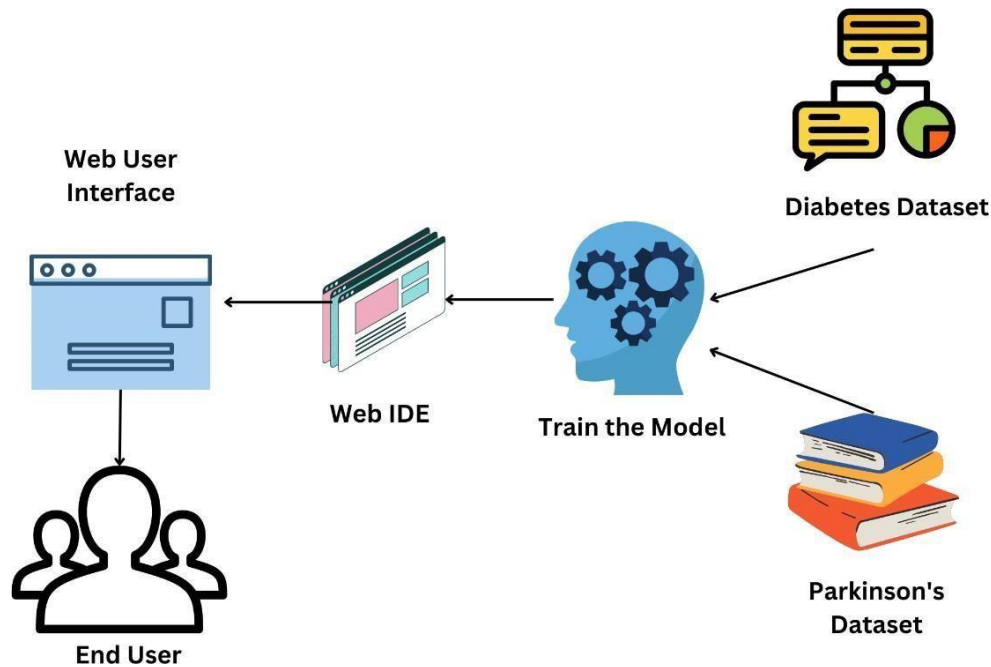 Web User
Interface
Diabetes Dataset
Web IDE
Train the Model
Parkinson's
Dataset
End User